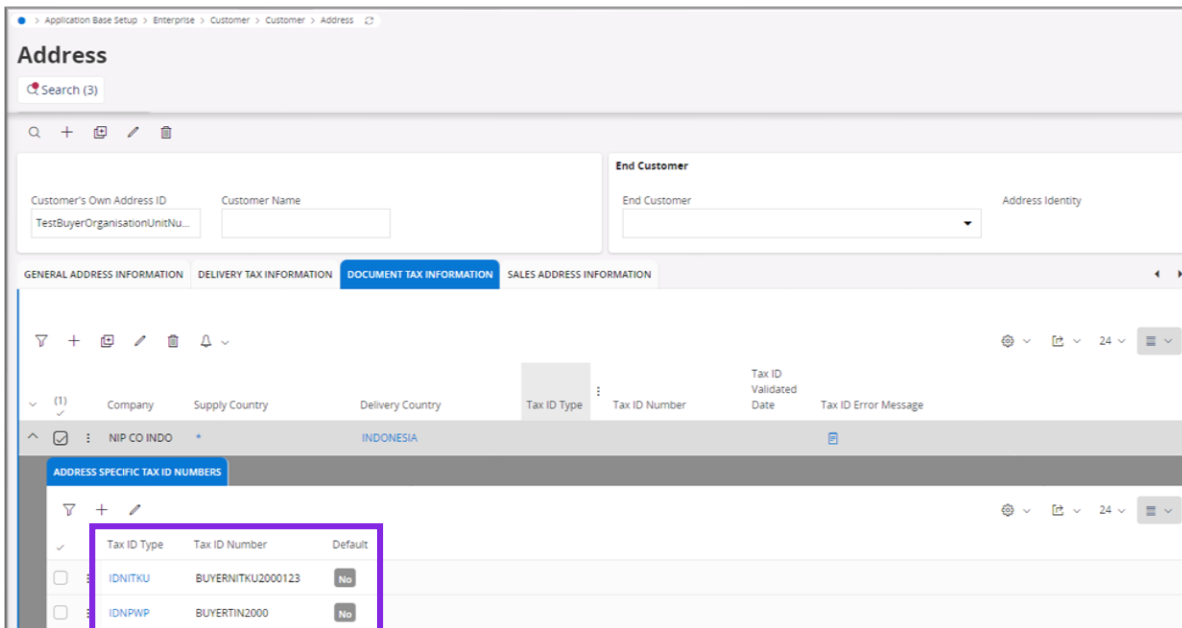 > Application Base Setup > Enterprise > Customer > Customer > Address
Address
Search (3)
End Customer
Customer's Own Address ID Customer Name End Customer Address Identity
TestBuyerOrganisationUnitNu...
GENERAL ADDRESS INFORMATION DELIVERY TAX INFORMATION DOCUMENT TAX INFORMATION SALES ADDRESS INFORMATION
24
(1) Company Supply Country Delivery Country Tax ID Type Tax ID Number Tax ID Validated Date Tax ID Error Message
NIP CO INDO * INDONESIA
ADDRESS SPECIFIC TAX ID NUMBERS
24
Tax ID Type Tax ID Number Default
IDNITKU BUYERNITKU2000123 No
IDNPWP BUYERTIN2000 No